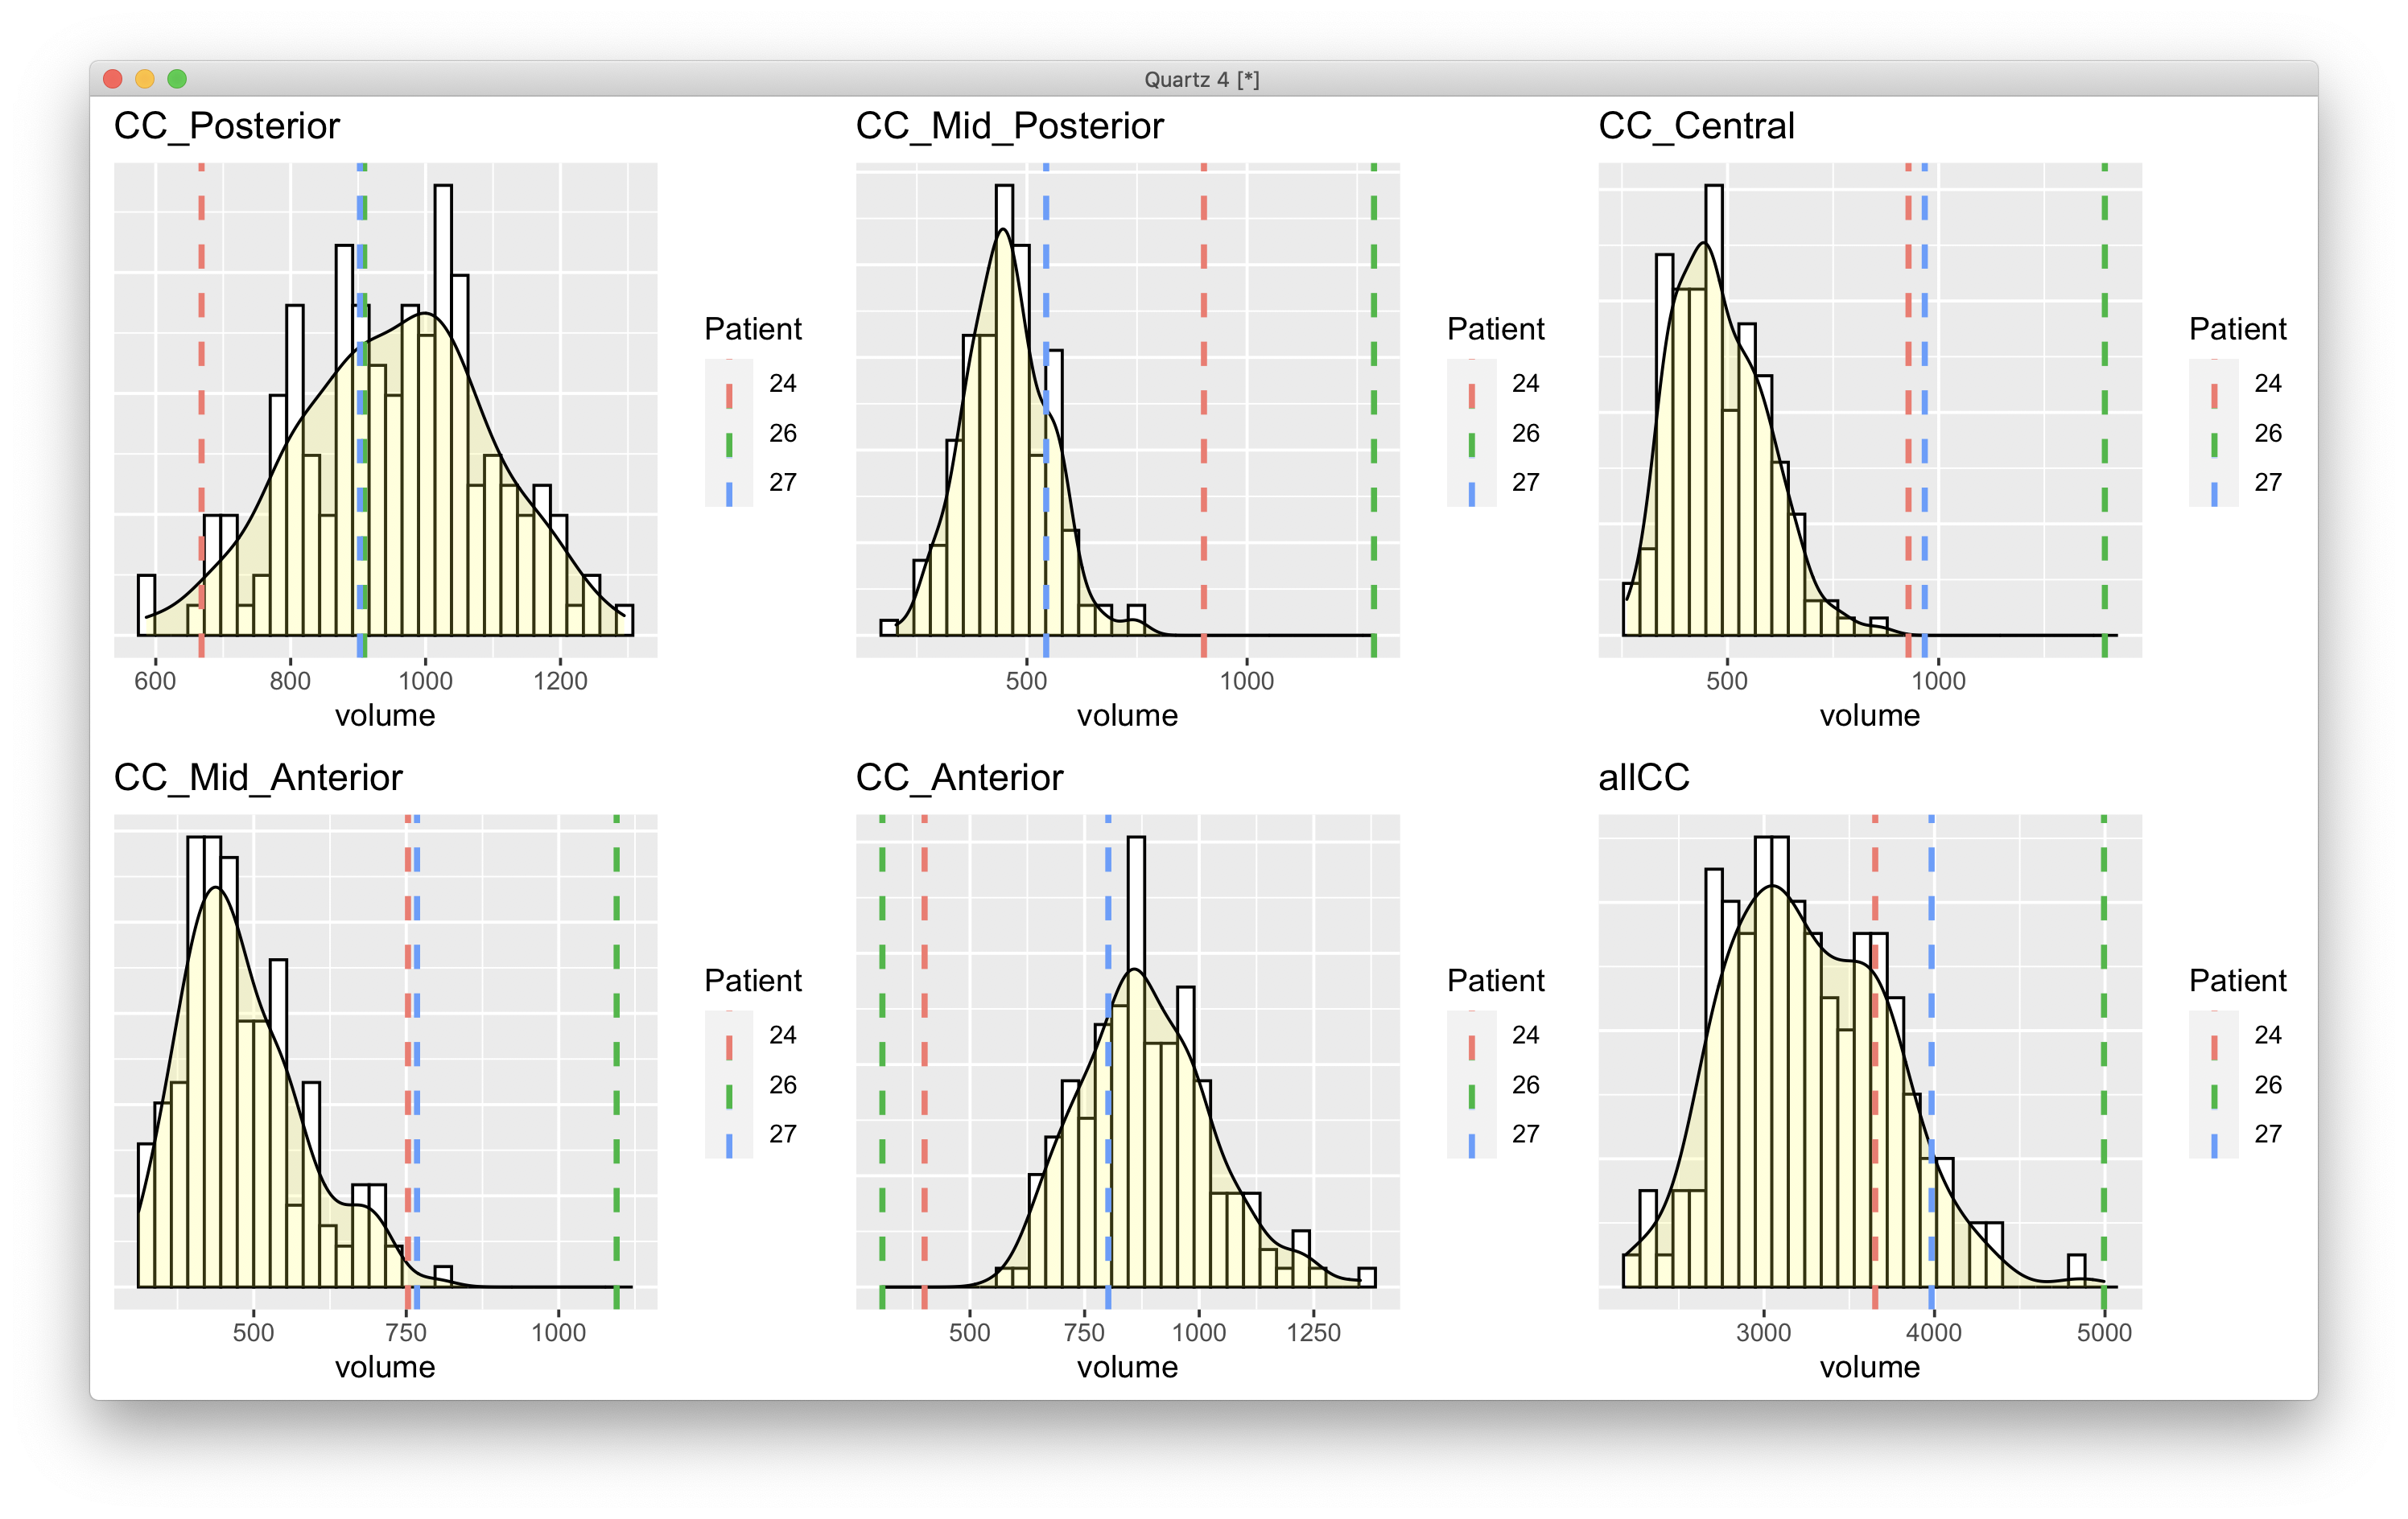 Quartz 4 [*]
CC_Posterior
600 800 1000 1200
volume
Patient
24
26
27
CC_Mid_Posterior
500 1000
volume
Patient
24
26
27
CC_Central
500 1000
volume
Patient
24
26
27
CC_Mid_Anterior
500 750 1000
volume
Patient
24
26
27
CC_Anterior
500 750 1000 1250
volume
Patient
24
26
27
allCC
3000 4000 5000
volume
Patient
24
26
27